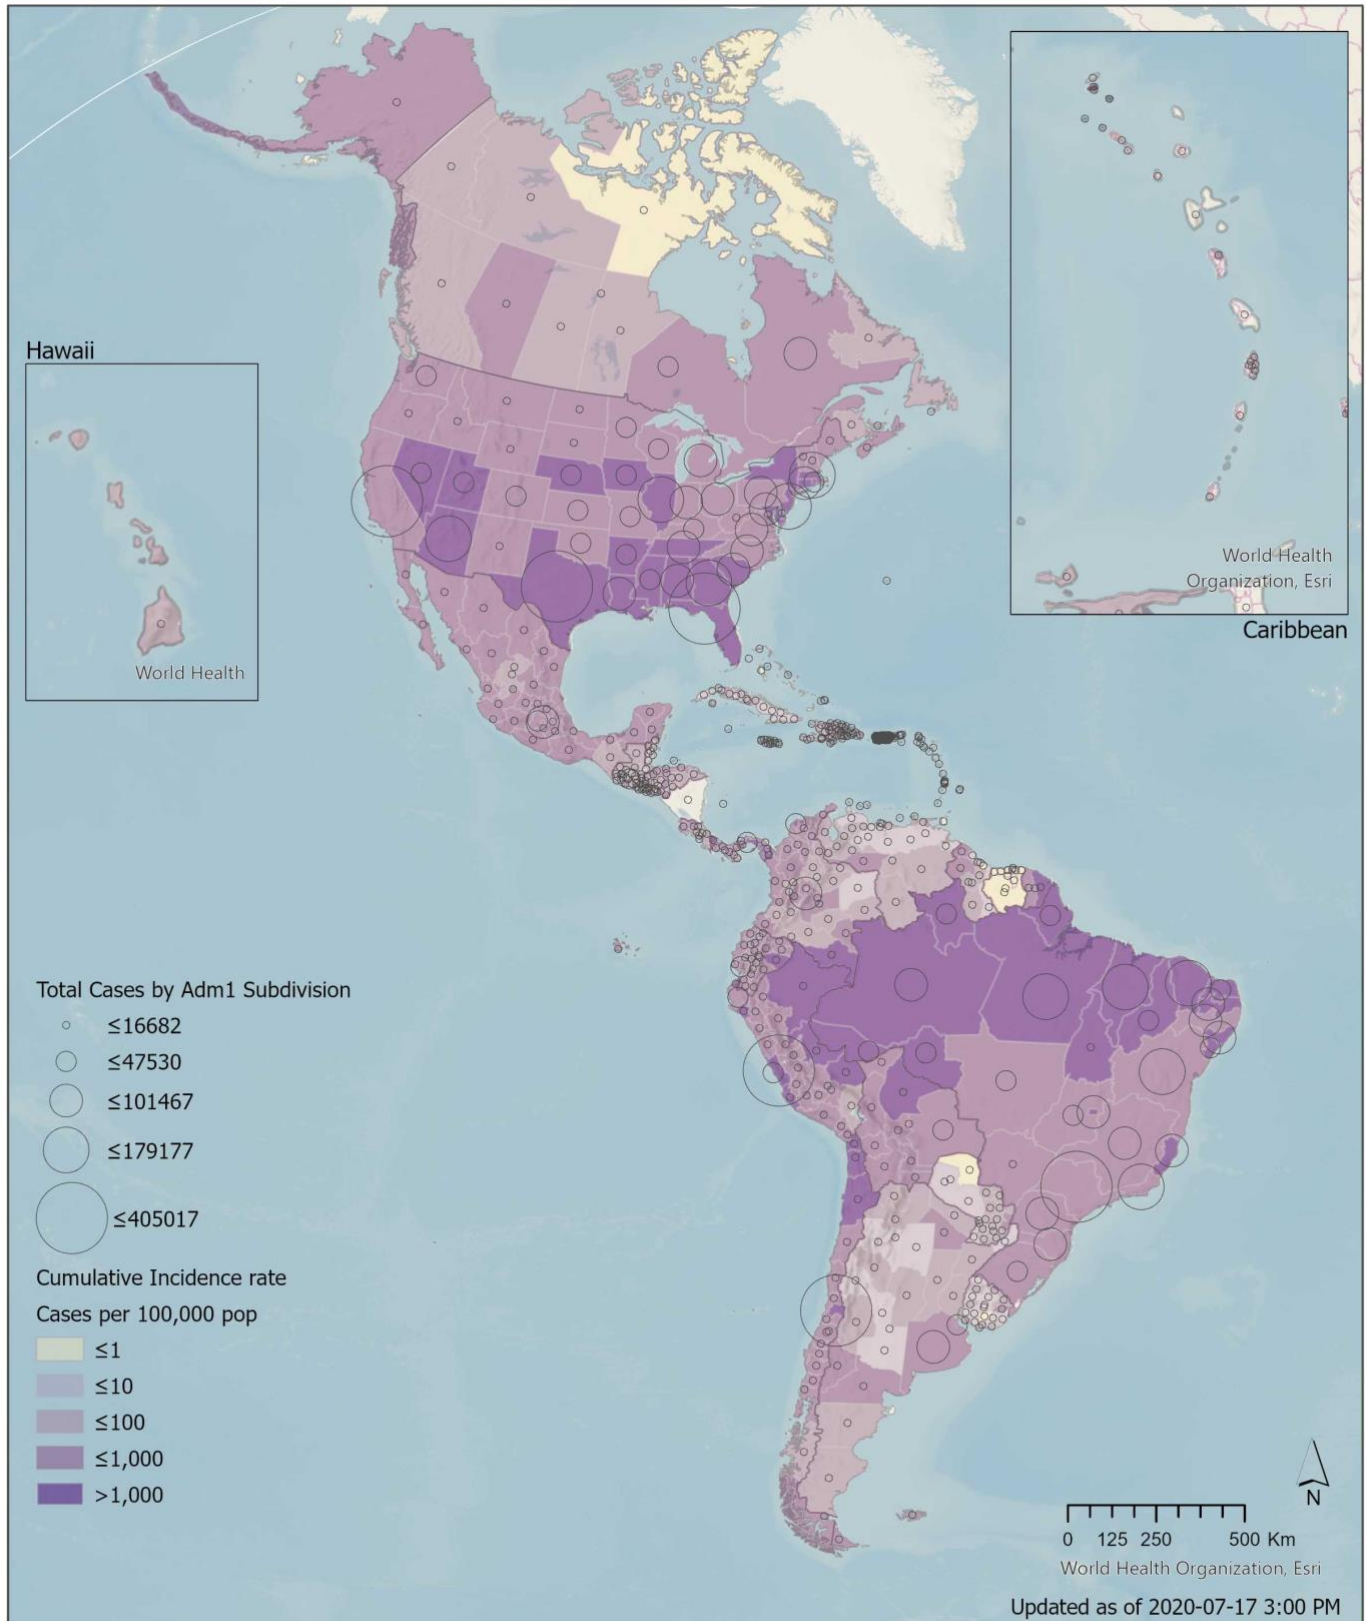 Hawaii
World Health
World Health
Organization, Esri
Caribbean
Total Cases by Adm1 Subdivision
≤16682
≤47530
≤101467
≤179177
≤405017
Cumulative Incidence rate
Cases per 100,000 pop
≤1
≤10
≤100
≤1,000
>1,000
N
0 125 250 500 Km
World Health Organization, Esri
Updated as of 2020-07-17 3:00 PM